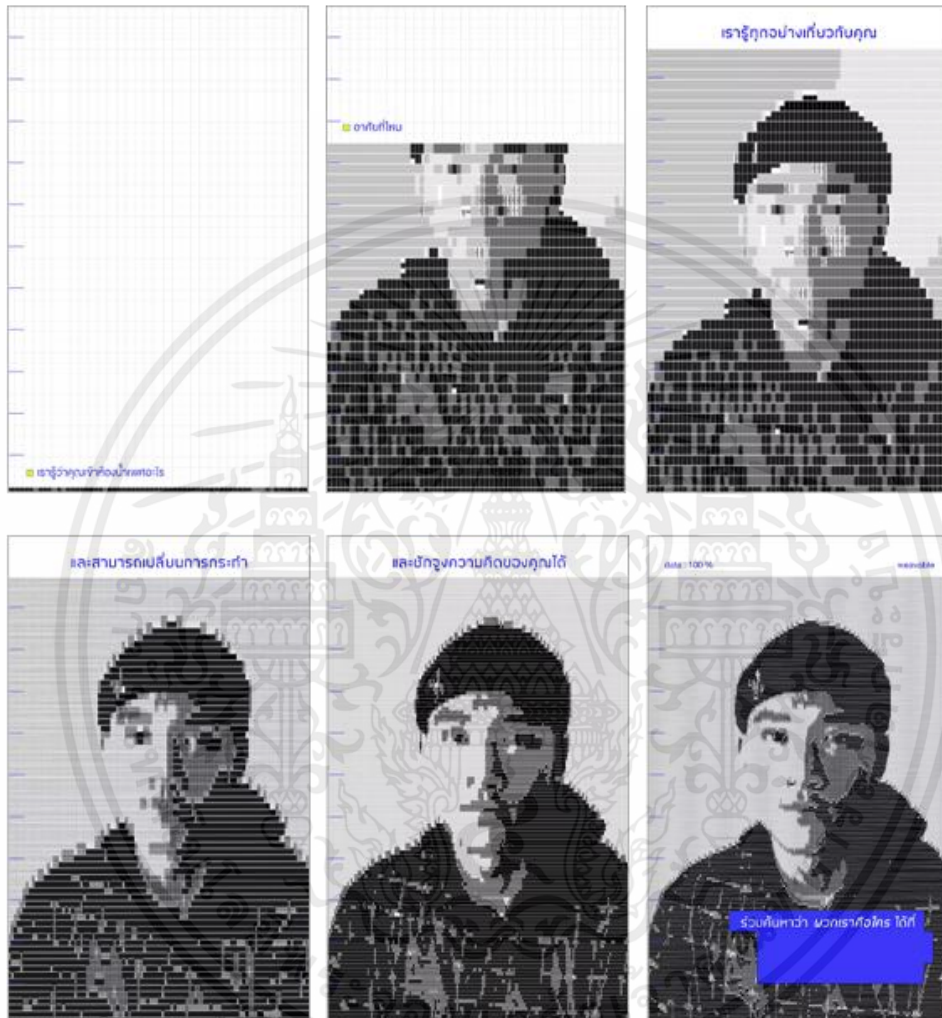 เรารู้ว่าคุณเข้าห้องน้ำเพศอะไร
อาศัยที่ไหน
เรารู้ทุกอย่างเกี่ยวกับคุณ
และสามารถเปลี่ยนการกระทำ
และชักจูงความคิดของคุณได้
data : 100 %
wearable
ร่วมค้นหาว่า พวกเราคือใคร ได้ที่